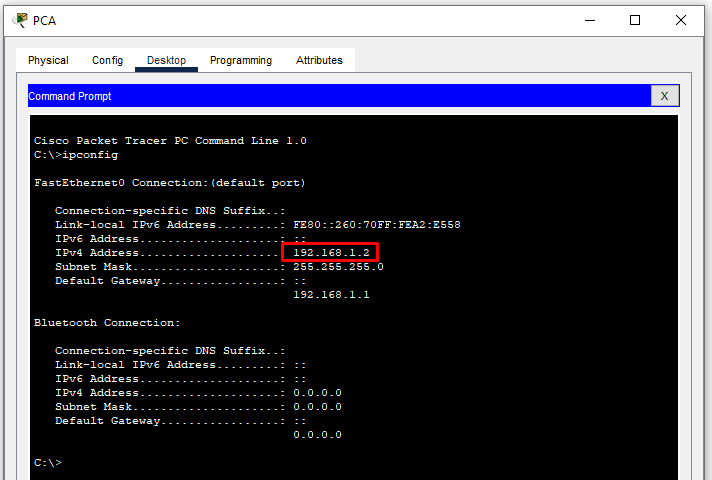 PCA
Physical Config Desktop Programming Attributes
Command Prompt
X
Cisco Packet Tracer PC Command Line 1.0
C:\>ipconfig
FastEthernet0 Connection:(default port)
Connection-specific DNS Suffix..:
Link-local IPv6 Address.........: FE80::260:70FF:FEA2:E558
IPv6 Address....................: ::
IPv4 Address....................: 192.168.1.2
Subnet Mask.....................: 255.255.255.0
Default Gateway.................: ::
192.168.1.1
Bluetooth Connection:
Connection-specific DNS Suffix..:
Link-local IPv6 Address.........: ::
IPv6 Address....................: ::
IPv4 Address....................: 0.0.0.0
Subnet Mask.....................: 0.0.0.0
Default Gateway.................: ::
0.0.0.0
C:\>